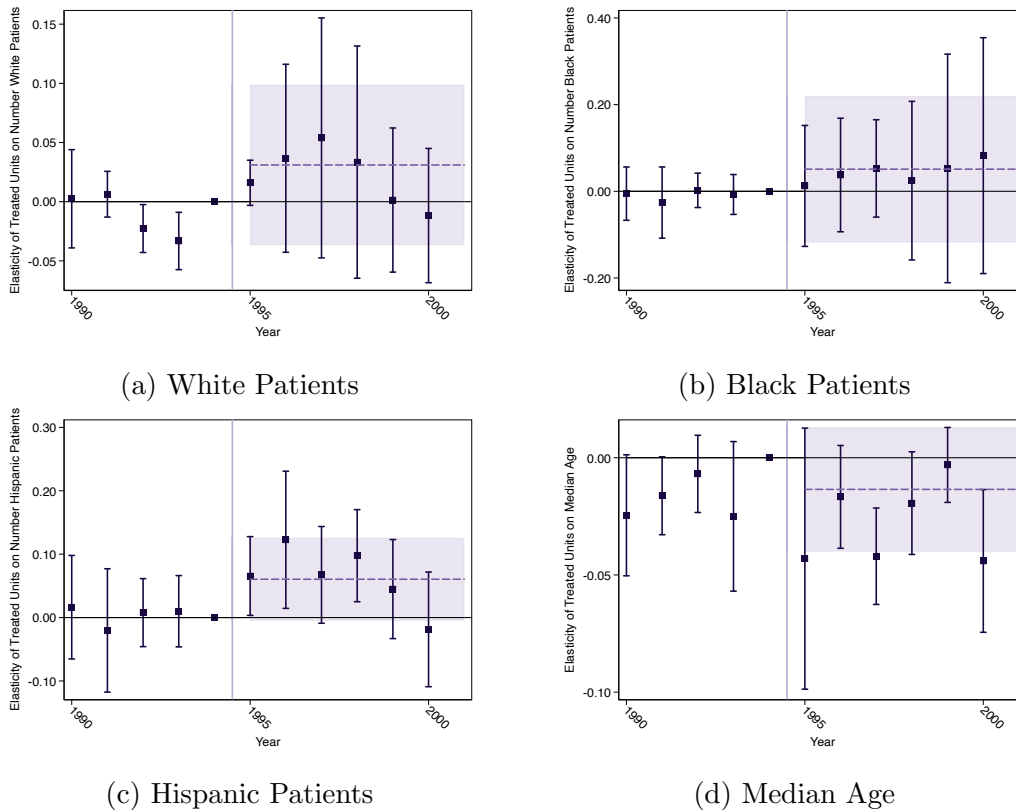 Elasticity of Treated Units on Number White Patients
0.15
0.10
0.05
0.00
-0.05
1990
1995
2000
Year
(a) White Patients
Elasticity of Treated Units on Number Black Patients
0.40
0.20
0.00
-0.20
1990
1995
2000
Year
(b) Black Patients
Elasticity of Treated Units on Number Hispanic Patients
0.30
0.20
0.10
0.00
-0.10
1990
1995
2000
Year
(c) Hispanic Patients
Elasticity of Treated Units on Median Age
0.00
-0.05
-0.10
1990
1995
2000
Year
(d) Median Age